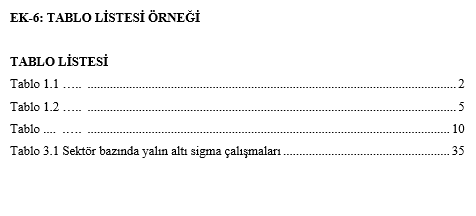 EK-6: TABLO LİSTESİ ÖRNEĞİ
TABLO LİSTESİ
Tablo 1.1 ….. ........................................................................................................................ 2
Tablo 1.2 ….. ........................................................................................................................ 5
Tablo .... ….. ........................................................................................................................ 10
Tablo 3.1 Sektör bazında yalın altı sigma çalışmaları ...................................................... 35